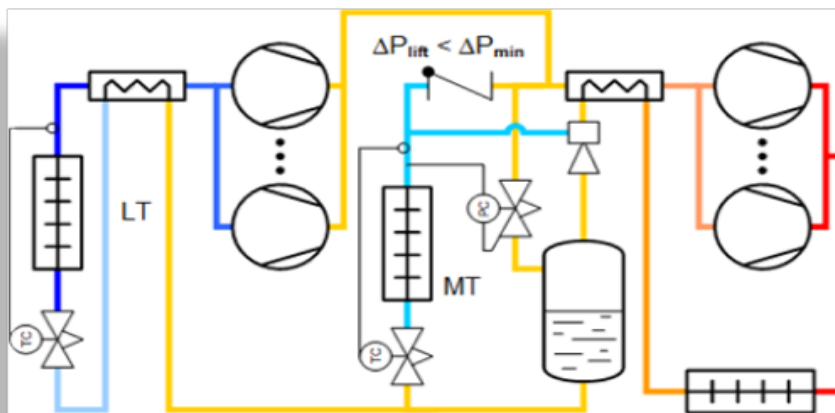 ΔPlift < ΔPmin
LT
PC
MT
TC
TC